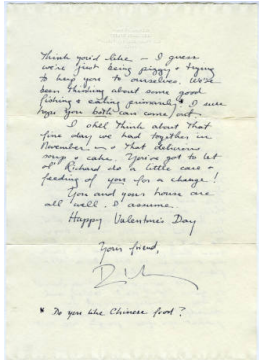 Think you'd like — I guess
we're just being piggy & trying
to keep you to ourselves. We've
been thinking about some good
fishing & eating primarily & I sure
hope you both can come out.
I still think about that
fine day we had together in
November and that delicious
soup & cake. You've got to let
ol Richard do a little care &
feeding of you for a change!
You and your house are
all well, I assume.
Happy Valentine's Day
Your friend,
* Do you like Chinese food?